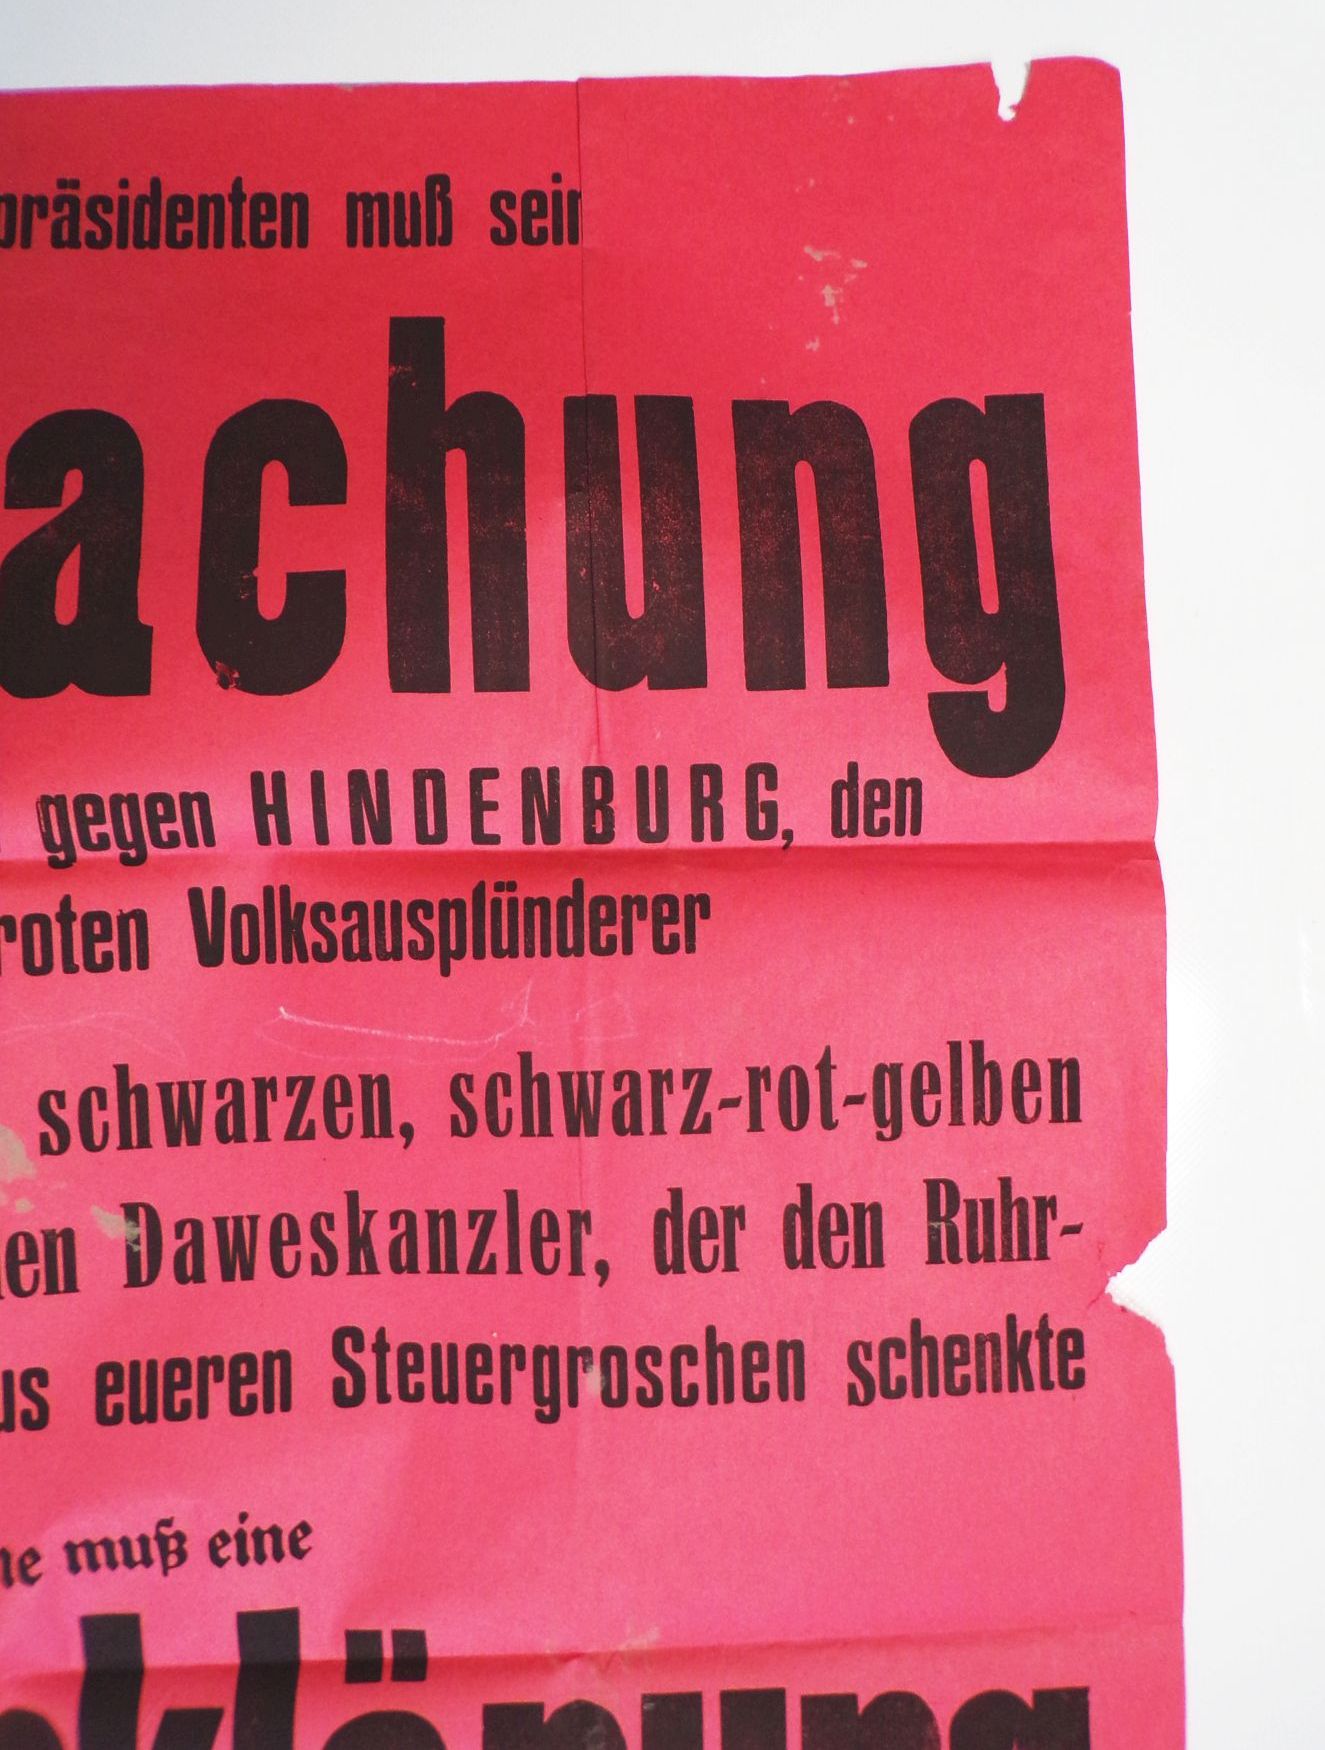 präsidenten muß sein
achung
gegen HINDENBURG, den
roten Volksausplünderer
schwarzen, schwarz-rot-gelben
en Daweskanzler, der den Ruhr-
us eueren Steuergroschen schenkte
ne muß eine